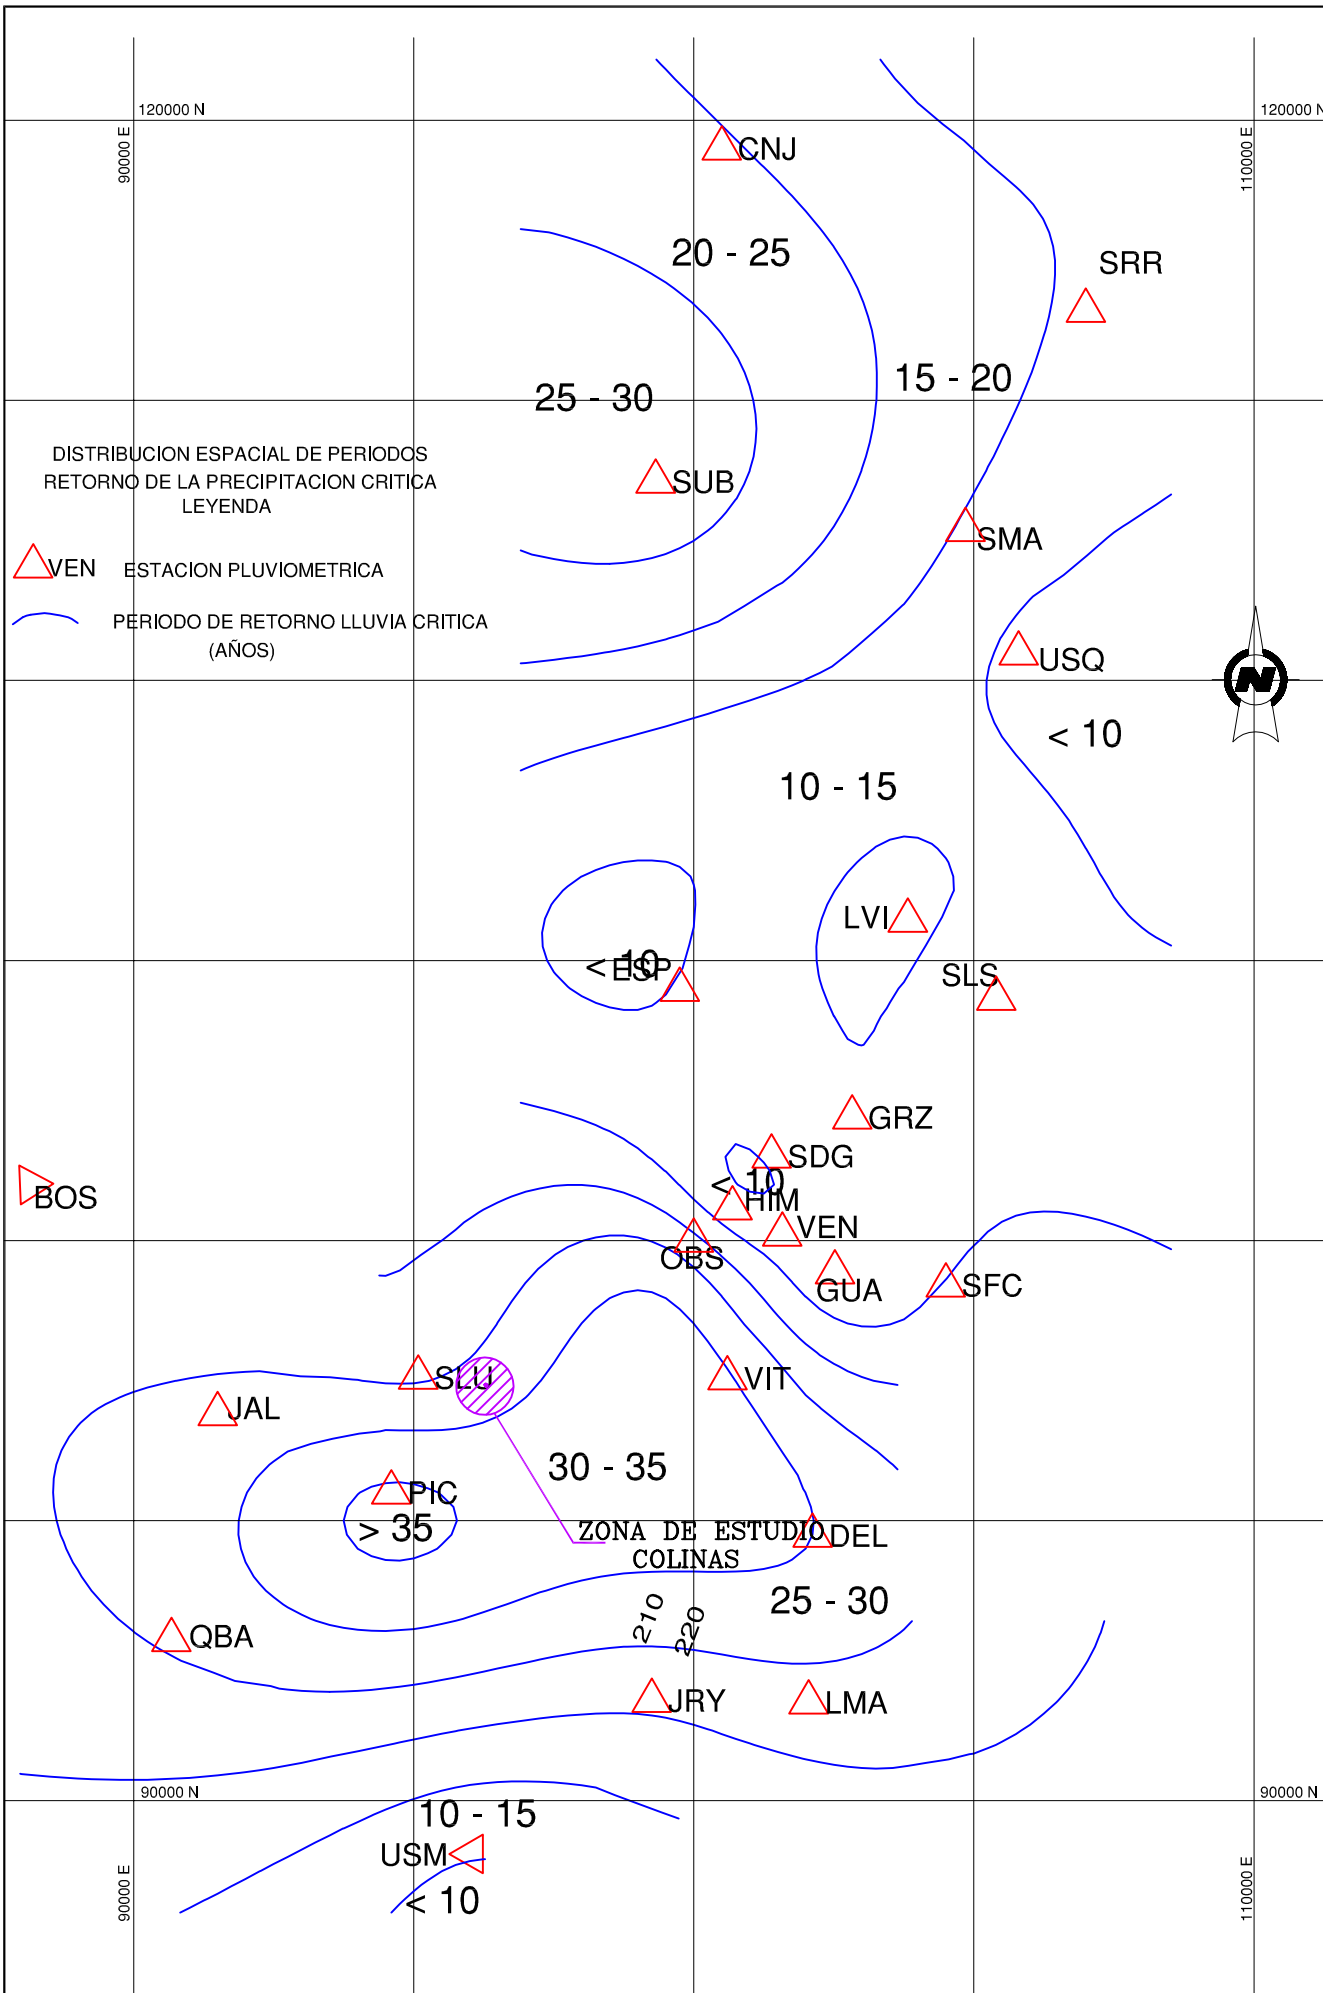 120000 N
120000 N
90000 E
110000 E
CNJ
20 - 25
SRR
15 - 20
25 - 30
DISTRIBUCION ESPACIAL DE PERIODOS
RETORNO DE LA PRECIPITACION CRITICA
LEYENDA
SUB
SMA
VEN
ESTACION PLUVIOMETRICA
PERIODO DE RETORNO LLUVIA CRITICA
(AÑOS)
USQ
N
< 10
10 - 15
LVI
< 10
ESP
SLS
GRZ
SDG
< 10
HIM
BOS
VEN
OBS
GUA
SFC
SLU
VIT
JAL
30 - 35
PIC
> 35
ZONA DE ESTUDIO
COLINAS
DEL
25 - 30
210
220
QBA
JRY
LMA
90000 N
90000 N
10 - 15
USM
< 10
90000 E
110000 E